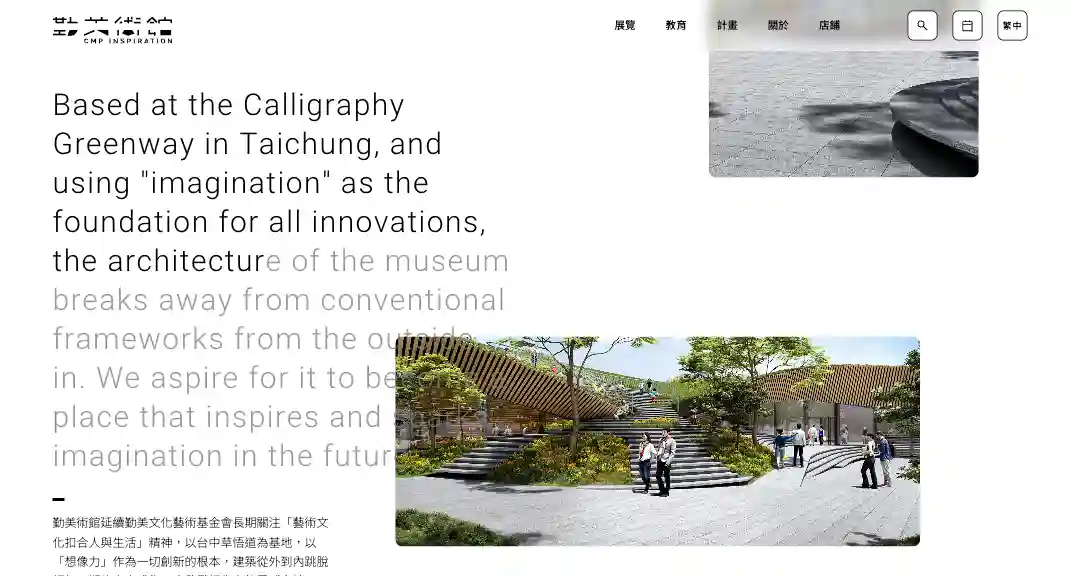 勤美術館
CMP INSPIRATION
展覽 教育 計畫 關於 店鋪 繁中
Based at the Calligraphy
Greenway in Taichung, and
using "imagination" as the
foundation for all innovations,
the architecture of the museum
breaks away from conventional
frameworks from the outside
in. We aspire for it to be
place that inspires and
imagination in the futur
勤美術館延續勤美文化藝術基金會長期關注「藝術文
化扣合人與生活」精神，以台中草悟道為基地，以
「想像力」作為一切創新的根本，建築從外到內跳脫